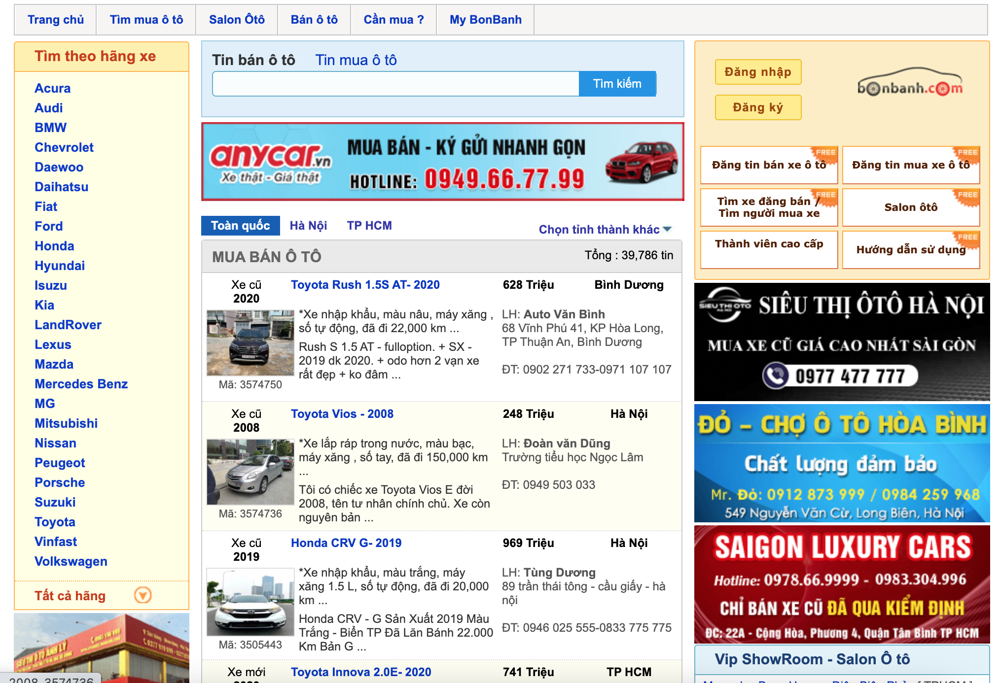 Trang chủ
Tìm mua ô tô
Salon Ôtô
Bán ô tô
Cần mua ?
My BonBanh
Tìm theo hãng xe
Acura
Audi
BMW
Chevrolet
Daewoo
Daihatsu
Fiat
Ford
Honda
Hyundai
Isuzu
Kia
LandRover
Lexus
Mazda
Mercedes Benz
MG
Mitsubishi
Nissan
Peugeot
Porsche
Suzuki
Toyota
Vinfast
Volkswagen
Tất cả hãng
SIÊU THỊ Ô TÔ ANH LÝ
2008-3574736
Tin bán ô tô
Tin mua ô tô
Tìm kiếm
anycar.vn
Xe thật - Giá thật
MUA BÁN - KÝ GỬI NHANH GỌN
HOTLINE: 0949.66.77.99
Toàn quốc
Hà Nội
TP HCM
Chọn tỉnh thành khác
MUA BÁN Ô TÔ
Tổng : 39,786 tin
Xe cũ
2020
Toyota Rush 1.5S AT- 2020
628 Triệu
Bình Dương
*Xe nhập khẩu, màu nâu, máy xăng ,
số tự động, đã đi 22,000 km ...
Rush S 1.5 AT - fulloption. + SX -
2019 dk 2020. + odo hơn 2 vạn xe
rất đẹp + ko đâm ...
Mã: 3574750
LH: Auto Văn Bình
68 Vĩnh Phú 41, KP Hòa Long,
TP Thuận An, Bình Dương
ĐT: 0902 271 733-0971 107 107
Xe cũ
2008
Toyota Vios - 2008
248 Triệu
Hà Nội
*Xe lắp ráp trong nước, màu bạc,
máy xăng , số tay, đã đi 150,000 km
...
Tôi có chiếc xe Toyota Vios E đời
2008, tên tư nhân chính chủ. Xe còn
nguyên bản ...
Mã: 3574736
LH: Đoàn văn Dũng
Trường tiểu học Ngọc Lâm
ĐT: 0949 503 033
Xe cũ
2019
Honda CRV G- 2019
969 Triệu
Hà Nội
*Xe nhập khẩu, màu trắng, máy
xăng 1.5 L, số tự động, đã đi 20,000
km ...
Honda CRV - G Sản Xuất 2019 Màu
Trắng - Biển TP Đã Lăn Bánh 22.000
Km Bản G ...
Mã: 3505443
LH: Tùng Dương
89 trần thái tông - cầu giấy - hà
nội
ĐT: 0946 025 555-0833 775 775
Xe mới
Toyota Innova 2.0E- 2020
741 Triệu
TP HCM
Đăng nhập
Đăng ký
bonbanh.com
Đăng tin bán xe ô tô
FREE
Đăng tin mua xe ô tô
FREE
Tìm xe đăng bán /
Tìm người mua xe
FREE
Salon ôtô
FREE
Thành viên cao cấp
Hướng dẫn sử dụng
FREE
SIEU THI OTO
HA NOI
SIÊU THỊ ÔTÔ HÀ NỘI
MUA XE CŨ GIÁ CAO NHẤT SÀI GÒN
0977 477 777
ĐỎ - CHỢ Ô TÔ HÒA BÌNH
Chất lượng đảm bảo
Mr. Đỏ: 0912 873 999 / 0984 259 968
549 Nguyễn Văn Cừ, Long Biên, Hà Nội
SAIGON LUXURY CARS
Hotline: 0978.66.9999 - 0983.304.996
CHỈ BÁN XE CŨ ĐÃ QUA KIỂM ĐỊNH
ĐC: 22A - Cộng Hòa, Phương 4, Quận Tân Bình TP HCM
Vip ShowRoom - Salon Ô tô